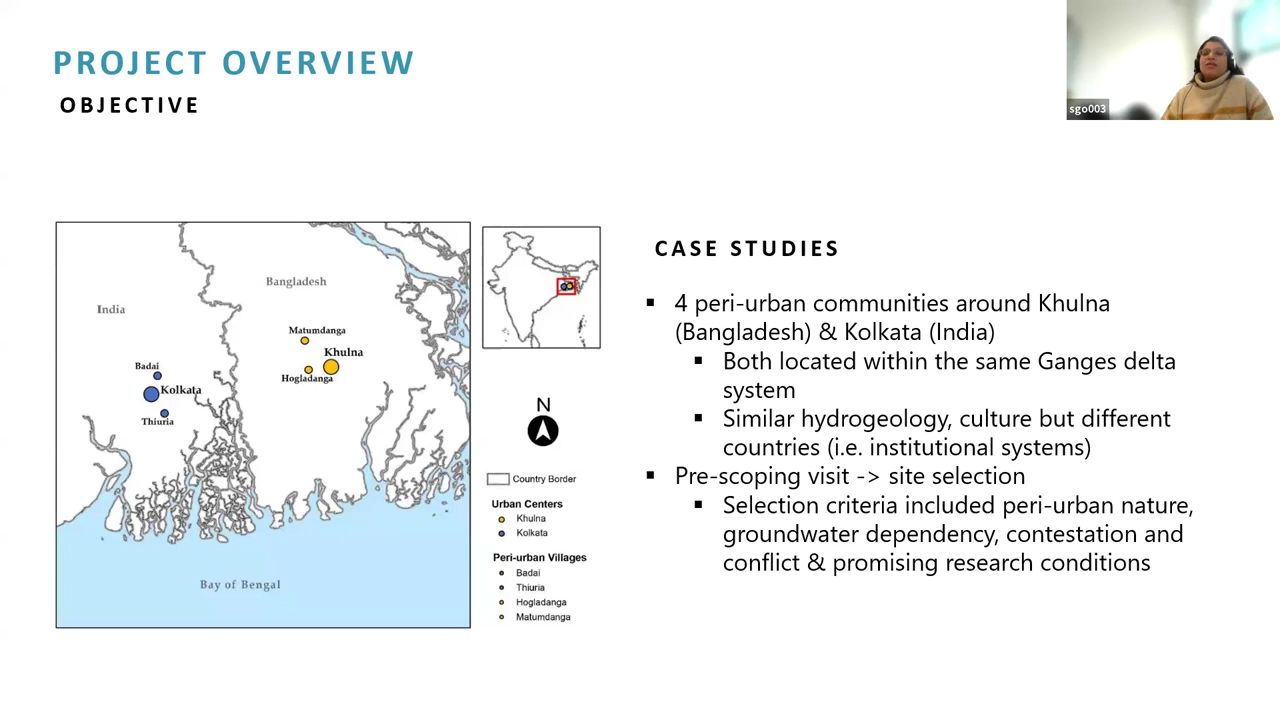 PROJECT OVERVIEW
OBJECTIVE
sgo003
India
Bangladesh
Matumdanga
Khulna
Hogladanga
Badai
Kolkata
Thiuria
Bay of Bengal
N
Country Border
Urban Centers
Khulna
Kolkata
Peri-urban Villages
Badai
Thiuria
Hogladanga
Matumdanga
CASE STUDIES
▪ 4 peri-urban communities around Khulna
(Bangladesh) & Kolkata (India)
▪ Both located within the same Ganges delta
system
▪ Similar hydrogeology, culture but different
countries (i.e. institutional systems)
▪ Pre-scoping visit -> site selection
▪ Selection criteria included peri-urban nature,
groundwater dependency, contestation and
conflict & promising research conditions